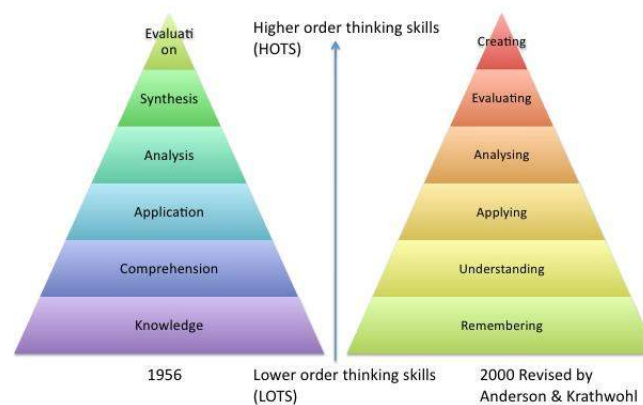 Evaluati
on
Synthesis
Analysis
Application
Comprehension
Knowledge
1956
Higher order thinking skills
(HOTS)
Lower order thinking skills
(LOTS)
Creating
Evaluating
Analysing
Applying
Understanding
Remembering
2000 Revised by
Anderson & Krathwohl